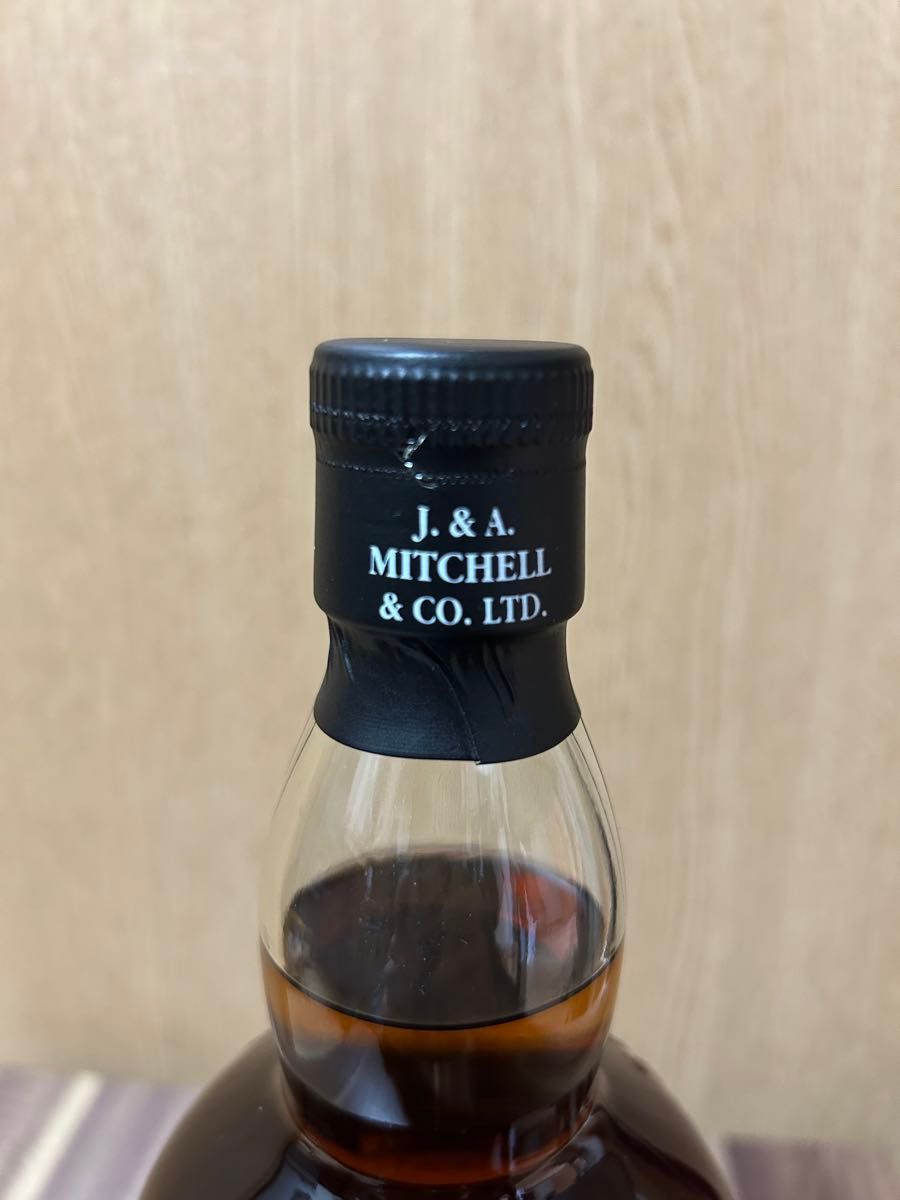 J. & A.
MITCHELL
& CO. LTD.